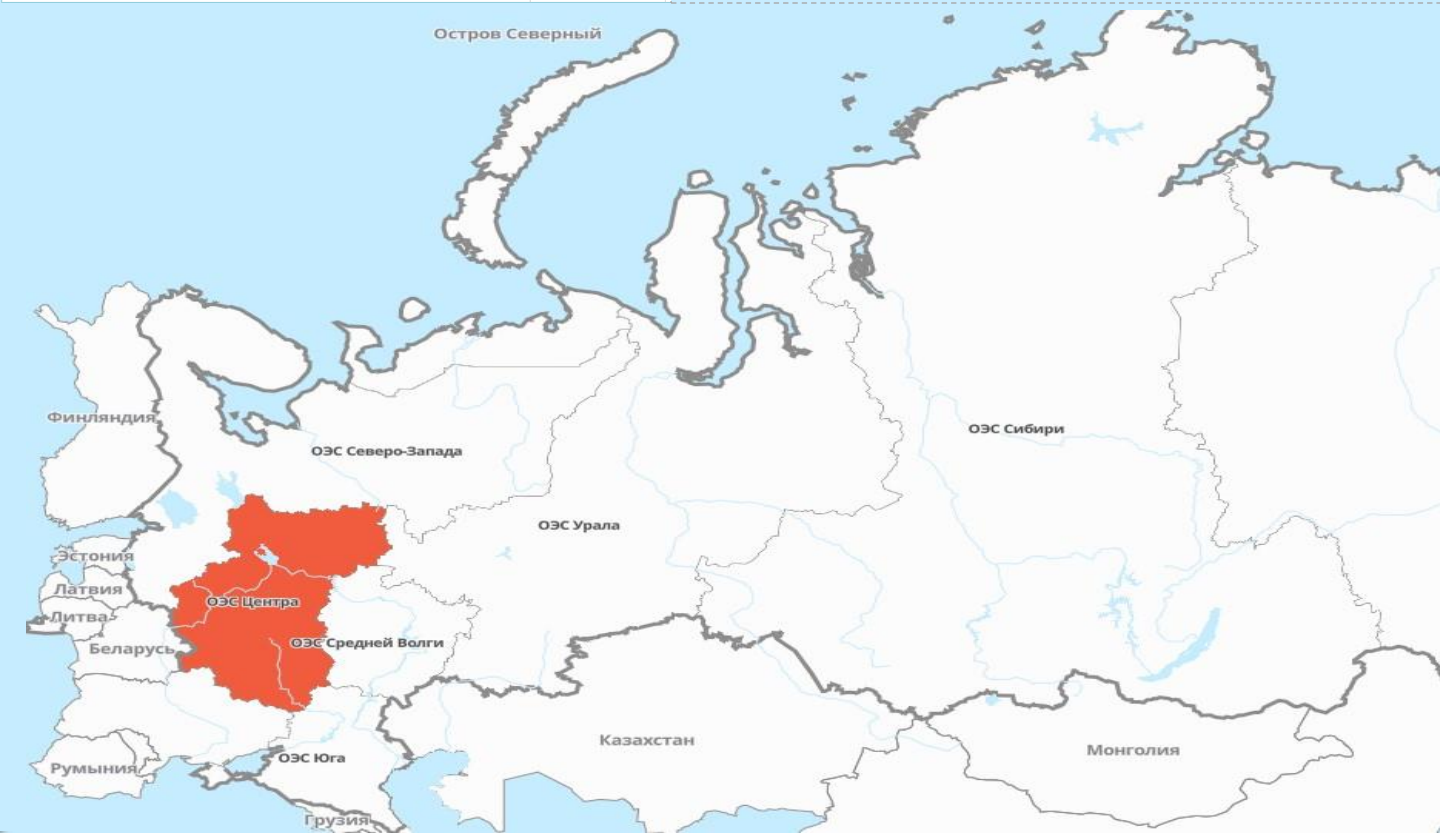 Остров Северный
Финляндия
ОЭС Сибири
ОЭС Северо-Запада
ОЭС Урала
Эстония
Латвия
ОЭС Центра
Литва
ОЭС Средней Волги
Беларусь
Казахстан
Монголия
ОЭС Юга
Румыния
Грузия